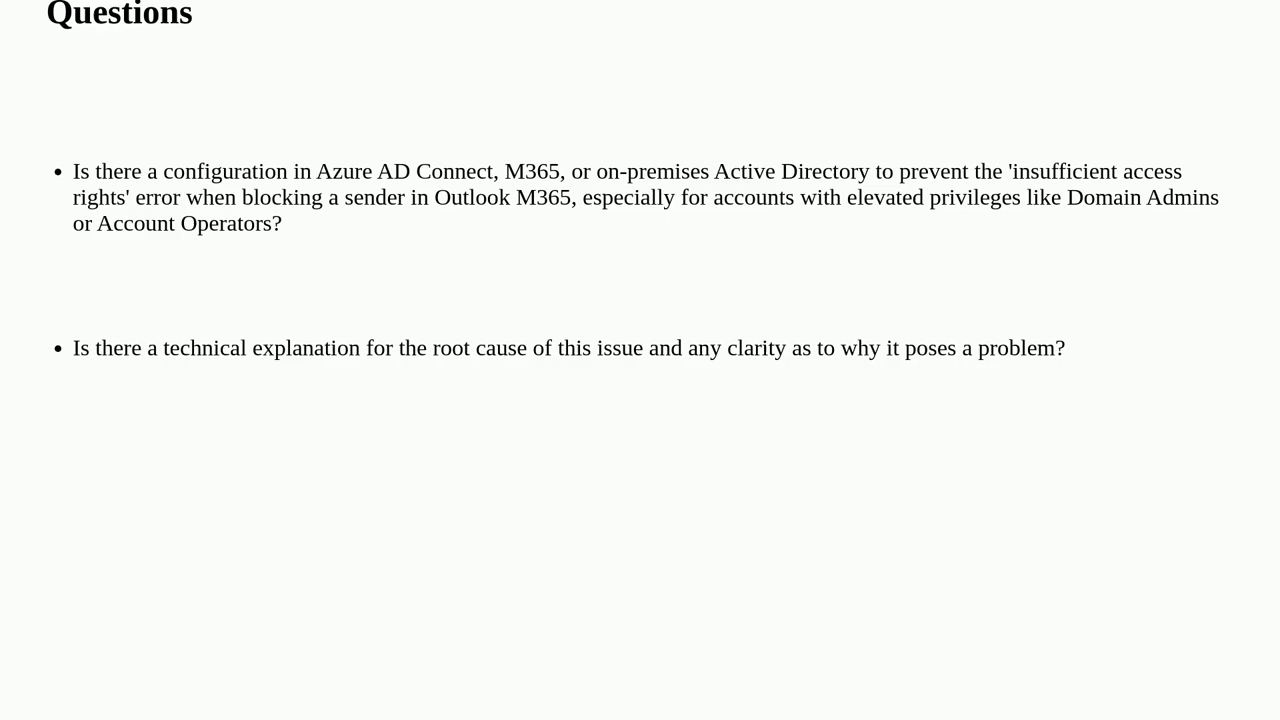 Questions
• Is there a configuration in Azure AD Connect, M365, or on-premises Active Directory to prevent the 'insufficient access
rights' error when blocking a sender in Outlook M365, especially for accounts with elevated privileges like Domain Admins
or Account Operators?
• Is there a technical explanation for the root cause of this issue and any clarity as to why it poses a problem?